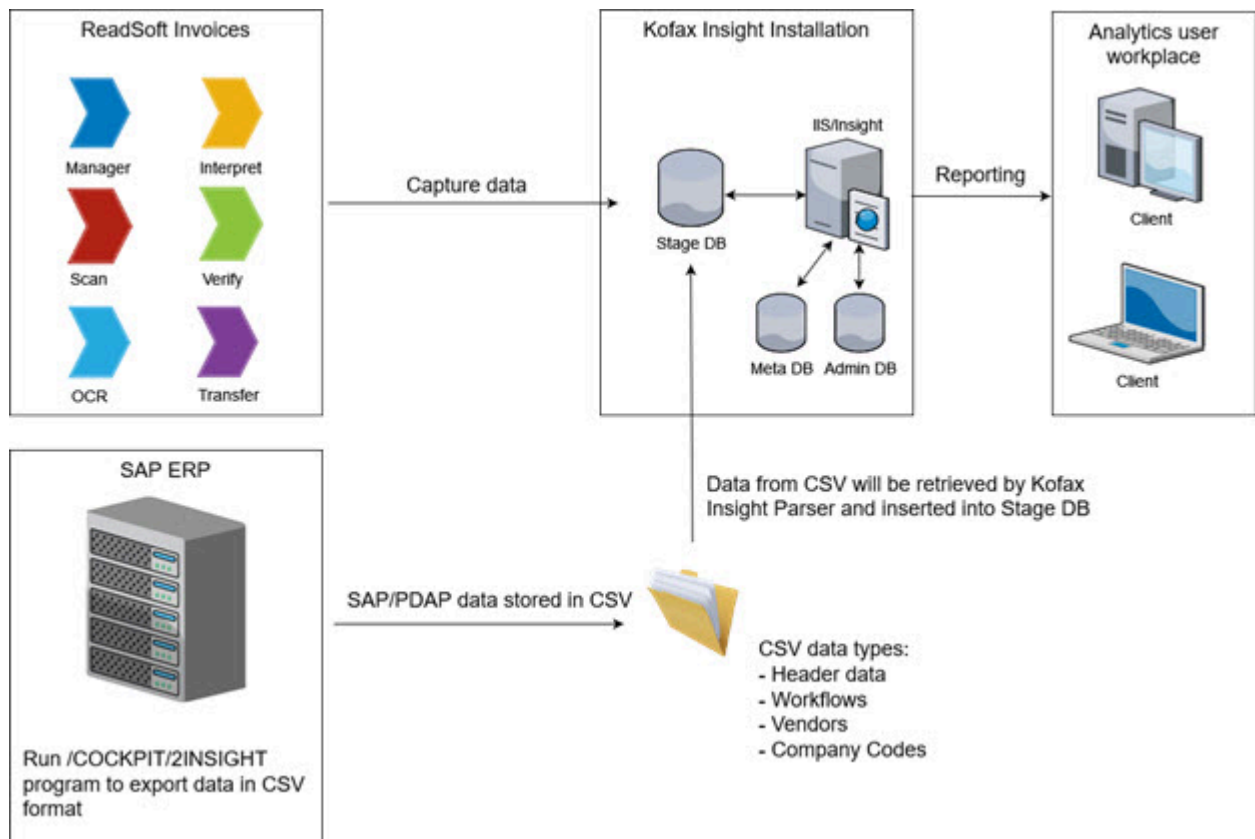 ReadSoft Invoices
Manager
Interpret
Scan
Verify
OCR
Transfer
Capture data
Kofax Insight Installation
IIS/Insight
Stage DB
Meta DB
Admin DB
Reporting
Analytics user
workplace
Client
Client
SAP ERP
Run /COCKPIT/2INSIGHT
program to export data in CSV
format
SAP/PDAP data stored in CSV
Data from CSV will be retrieved by Kofax
Insight Parser and inserted into Stage DB
CSV data types:
- Header data
- Workflows
- Vendors
- Company Codes